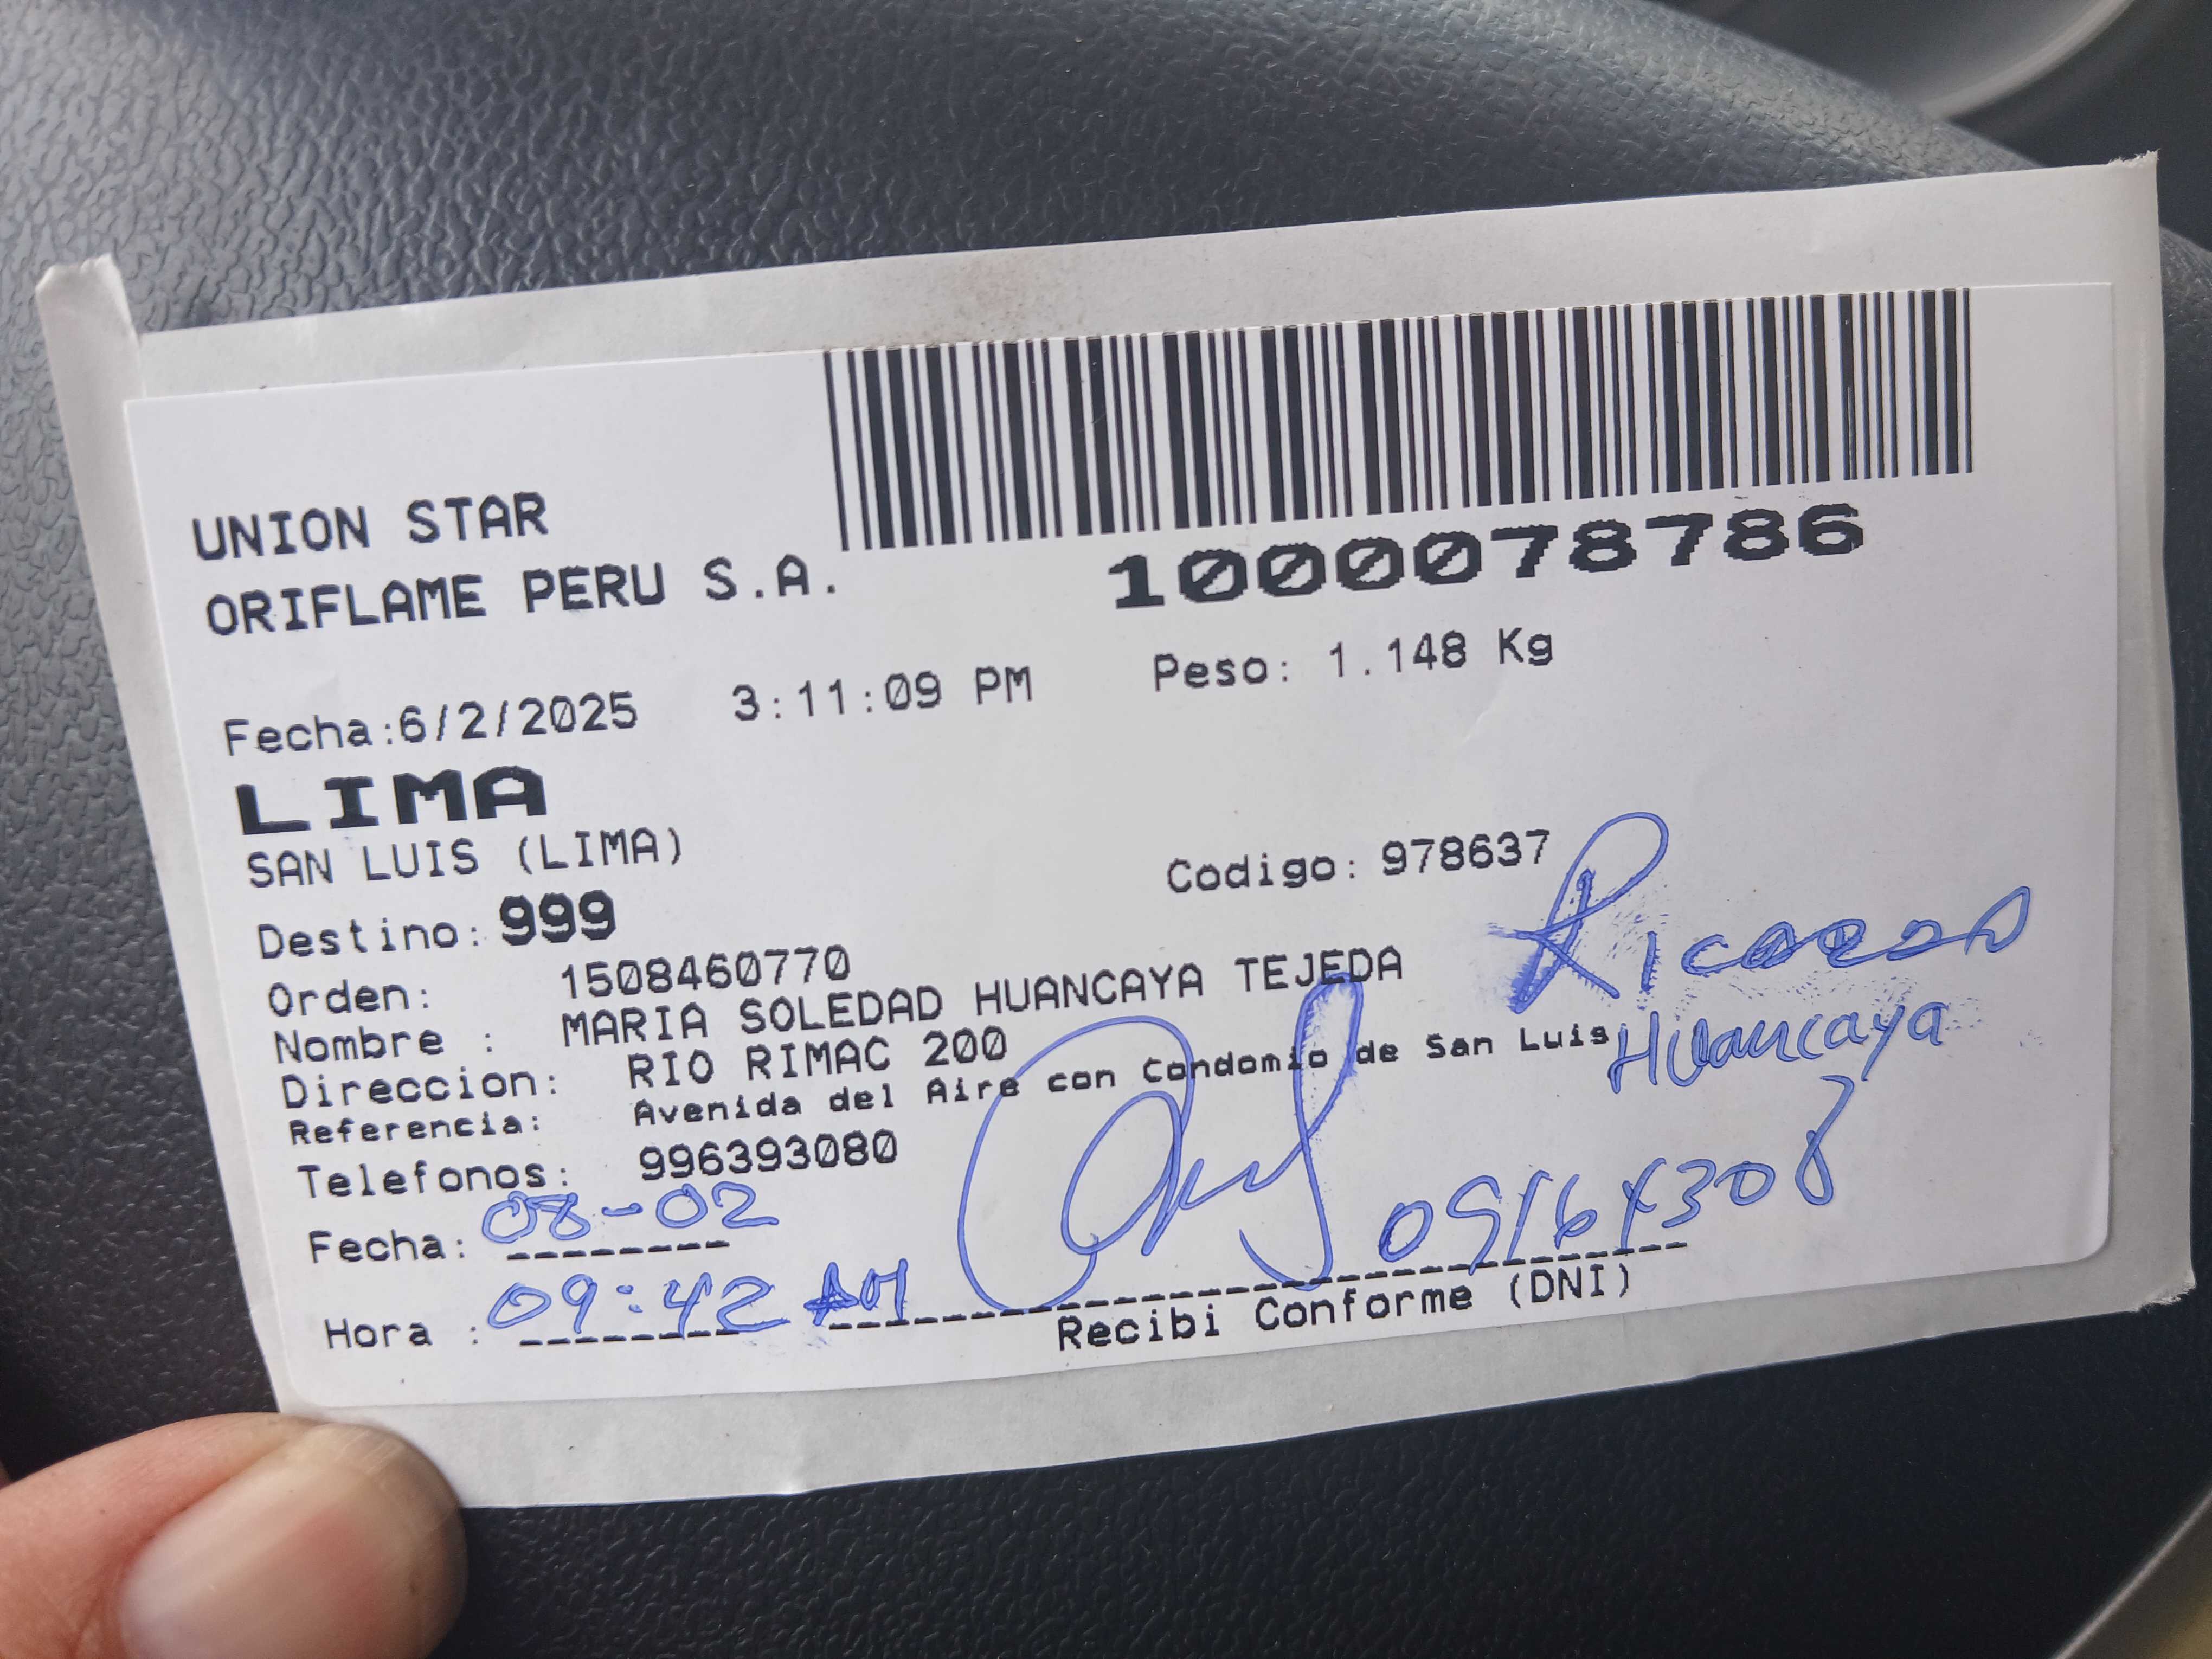 UNION STAR
ORIFLAME PERU S.A.
1000078786
Fecha:6/2/2025 3:11:09 PM Peso: 1.148 Kg
LIMA
SAN LUIS (LIMA)
Codigo: 978637
Destino: 999
Orden: 1508460770
Nombre : MARIA SOLEDAD HUANCAYA TEJEDA
Ricardo
Direccion: RIO RIMAC 200
Huancaya
Referencia: Avenida del Aire con Condomio de San Luis
Telefonos: 996393080
Fecha: 08-02
Hora : 09:42 AM
Recibi Conforme (DNI)